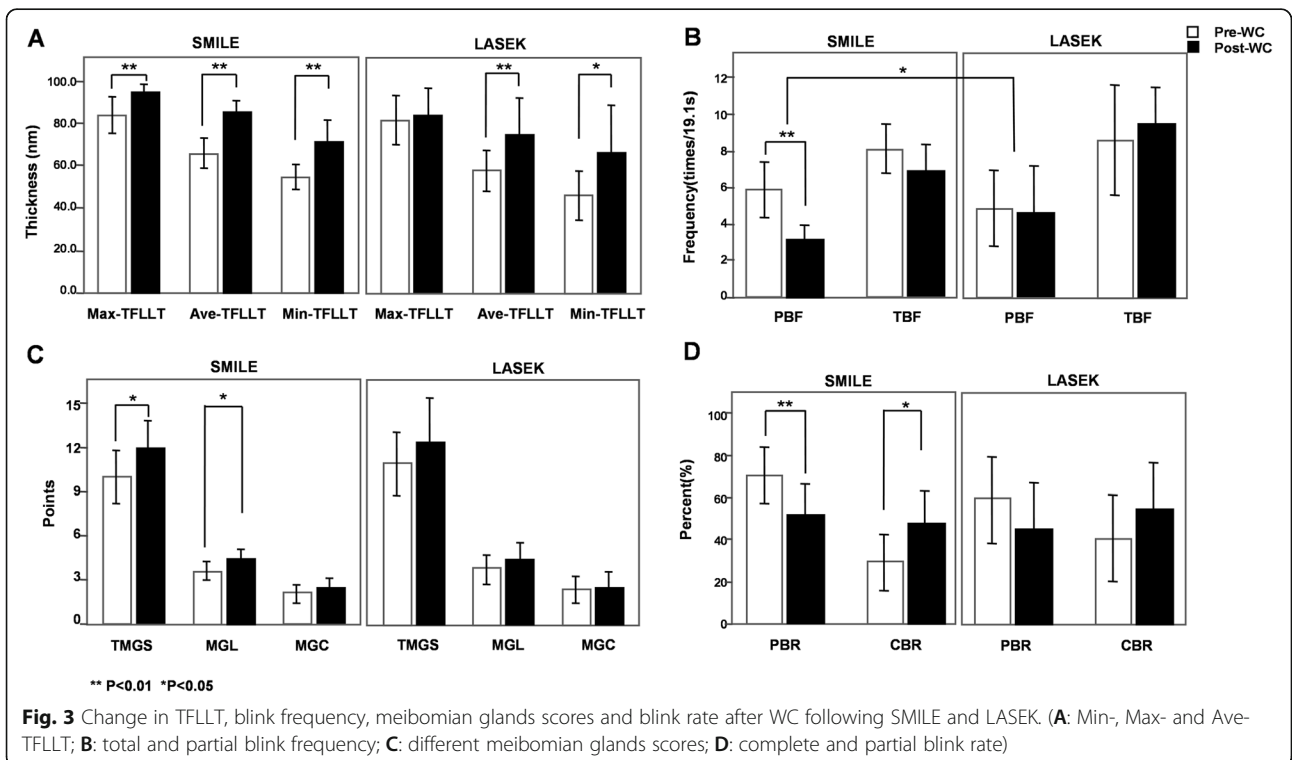 A
SMILE
LASEK
Thickness (nm)
100.0
80.0
60.0
40.0
20.0
0.0
** ** ** ** *
Max-TFLLT Ave-TFLLT Min-TFLLT Max-TFLLT Ave-TFLLT Min-TFLLT
B
SMILE
LASEK
Pre-WC
Post-WC
Frequency(times/19.1s)
12
10
8
6
4
2
0
*
**
PBF TBF PBF TBF
C
SMILE
LASEK
Points
15
12
9
6
3
0
* *
TMGS MGL MGC TMGS MGL MGC
D
SMILE
LASEK
Percent(%)
100
80
60
40
20
0
** *
PBR CBR PBR CBR
** P<0.01 *P<0.05
Fig. 3 Change in TFLLT, blink frequency, meibomian glands scores and blink rate after WC following SMILE and LASEK. (A: Min-, Max- and Ave-
TFLLT; B: total and partial blink frequency; C: different meibomian glands scores; D: complete and partial blink rate)